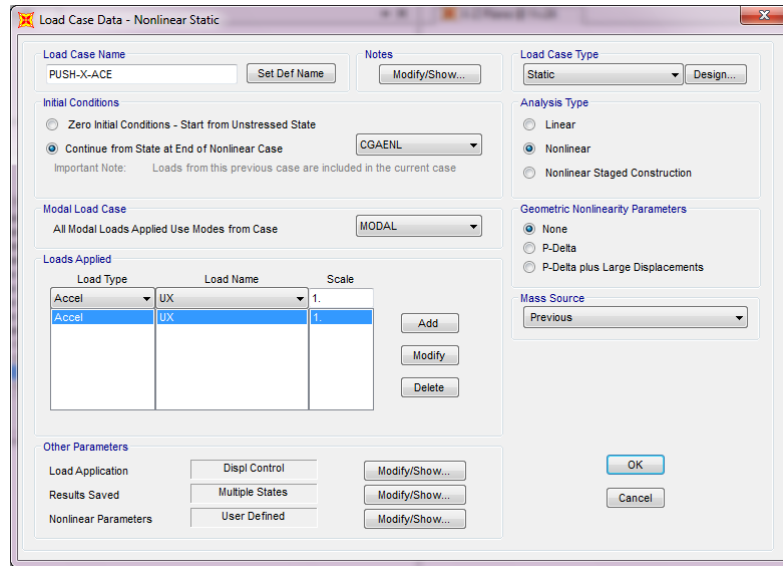 Load Case Data - Nonlinear Static
Load Case Name
PUSH-X-ACE
Set Def Name
Notes
Modify/Show...
Load Case Type
Static
Design...
Initial Conditions
Zero Initial Conditions - Start from Unstressed State
Continue from State at End of Nonlinear Case
CGAENL
Important Note: Loads from this previous case are included in the current case
Analysis Type
Linear
Nonlinear
Nonlinear Staged Construction
Modal Load Case
All Modal Loads Applied Use Modes from Case
MODAL
Geometric Nonlinearity Parameters
None
P-Delta
P-Delta plus Large Displacements
Loads Applied
Load Type Load Name Scale
Accel UX 1.
Accel UX 1.
Add
Modify
Delete
Mass Source
Previous
Other Parameters
Load Application Displ Control Modify/Show...
Results Saved Multiple States Modify/Show...
Nonlinear Parameters User Defined Modify/Show...
OK
Cancel